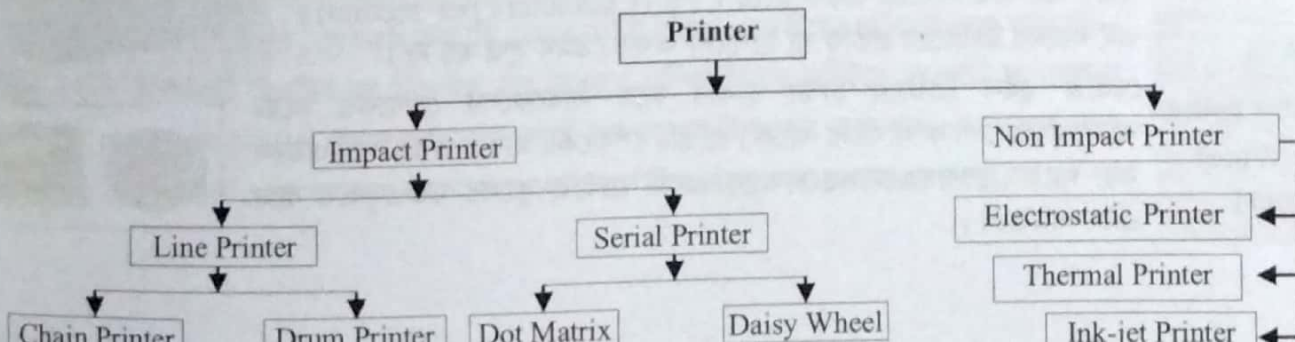 Printer
Impact Printer
Non Impact Printer
Line Printer
Serial Printer
Electrostatic Printer
Thermal Printer
Chain Printer
Drum Printer
Dot Matrix
Daisy Wheel
Ink-jet Printer